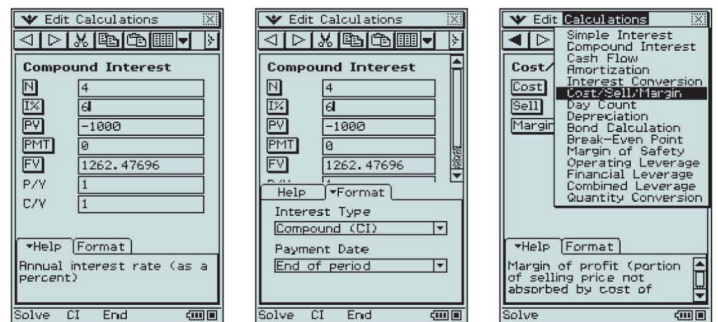 Edit Calculations
Compound Interest
N 4
I% 6
PV -1000
PMT 0
FV 1262.47696
P/Y 1
C/Y 1
Help Format
Annual interest rate (as a
percent)
Solve CI End
Edit Calculations
Compound Interest
N 4
I% 6
PV -1000
PMT 0
FV 1262.47696
Help Format
Interest Type
Compound (CI)
Payment Date
End of period
Solve CI End
Edit Calculations
Simple Interest
Compound Interest
Cash Flow
Amortization
Interest Conversion
Cost/Sell/Margin
Day Count
Depreciation
Bond Calculation
Break-Even Point
Margin of Safety
Operating Leverage
Financial Leverage
Combined Leverage
Quantity Conversion
Cost/
Cost
Sell
Margin
Help Format
Margin of profit (portion
of selling price not
absorbed by cost of
Solve